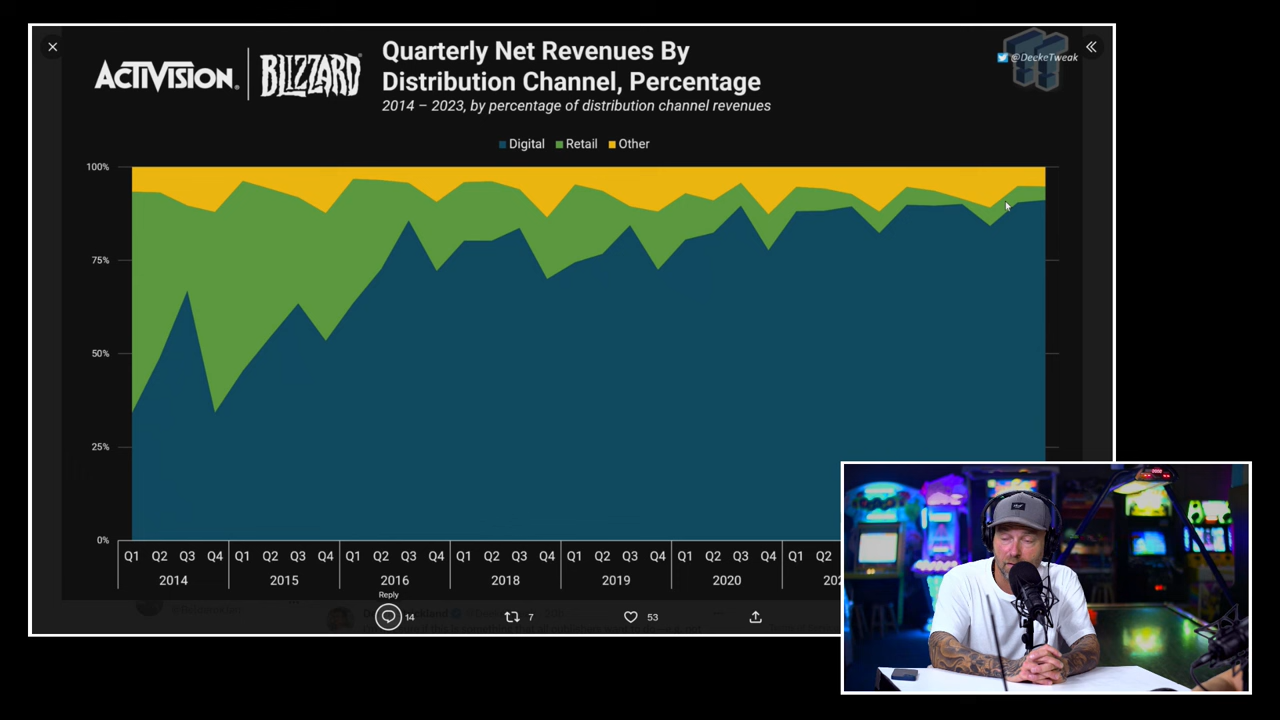 ACTIVISION. BLIZZARD
Quarterly Net Revenues By
Distribution Channel, Percentage
2014 – 2023, by percentage of distribution channel revenues
@DeckeTweak
Digital Retail Other
100%
75%
50%
25%
0%
Q1 Q2 Q3 Q4 Q1 Q2 Q3 Q4 Q1 Q2 Q3 Q4 Q1 Q2 Q3 Q4 Q1 Q2 Q3 Q4 Q1 Q2 Q3 Q4 Q1 Q2
2014 2015 2016 2018 2019 2020
Reply
14 7 53